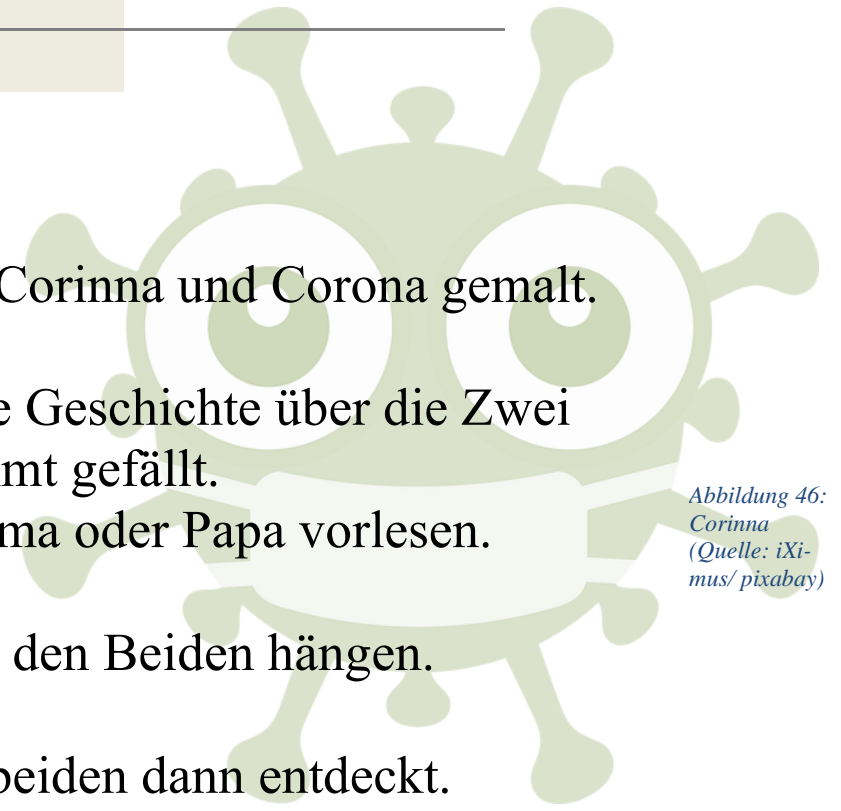 Corinna und Corona gemalt.
e Geschichte über die Zwei
mt gefällt.
ma oder Papa vorlesen.
den Beiden hängen.
beiden dann entdeckt.
Abbildung 46:
Corinna
(Quelle: iXi-
mus/ pixabay)